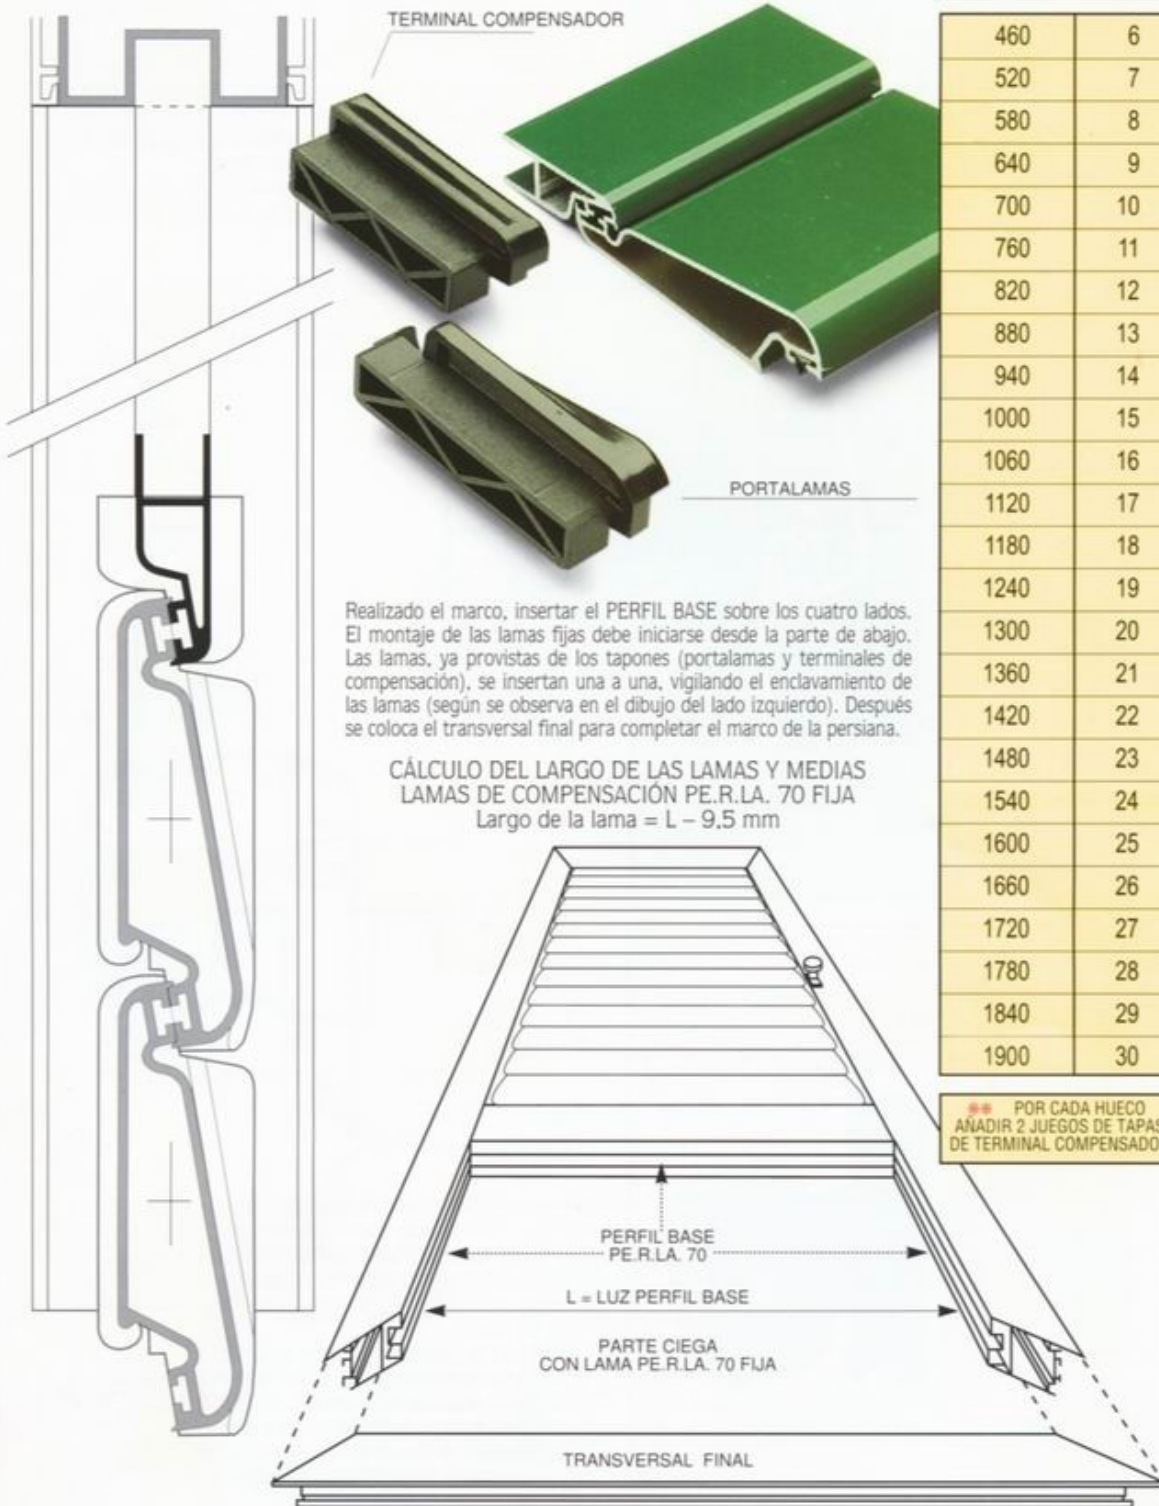 TERMINAL COMPENSADOR
PORTALAMAS
Realizado el marco, insertar el PERFIL BASE sobre los cuatro lados.
El montaje de las lamas fijas debe iniciarse desde la parte de abajo.
Las lamas, ya provistas de los tapones (portalamas y terminales de
compensación), se insertan una a una, vigilando el enclavamiento de
las lamas (según se observa en el dibujo del lado izquierdo). Después
se coloca el transversal final para completar el marco de la persiana.
CÁLCULO DEL LARGO DE LAS LAMAS Y MEDIAS
LAMAS DE COMPENSACIÓN PE.R.LA. 70 FIJA
Largo de la lama = L – 9,5 mm
PERFIL BASE
PE.R.LA. 70
L = LUZ PERFIL BASE
PARTE CIEGA
CON LAMA PE.R.LA. 70 FIJA
TRANSVERSAL FINAL
460 6
520 7
580 8
640 9
700 10
760 11
820 12
880 13
940 14
1000 15
1060 16
1120 17
1180 18
1240 19
1300 20
1360 21
1420 22
1480 23
1540 24
1600 25
1660 26
1720 27
1780 28
1840 29
1900 30
** POR CADA HUECO
AÑADIR 2 JUEGOS DE TAPAS
DE TERMINAL COMPENSADO